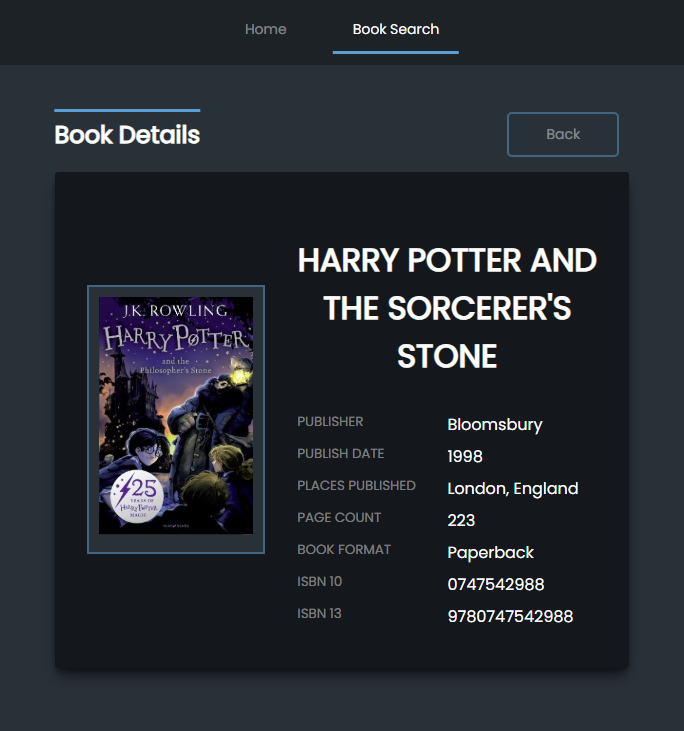 Home
Book Search
Book Details
Back
HARRY POTTER AND
THE SORCERER'S
STONE
J.K. ROWLING
HARRY POTTER
and the
Philosopher's Stone
25
YEARS OF
HARRY POTTER
MAGIC
PUBLISHER Bloomsbury
PUBLISH DATE 1998
PLACES PUBLISHED London, England
PAGE COUNT 223
BOOK FORMAT Paperback
ISBN 10 0747542988
ISBN 13 9780747542988